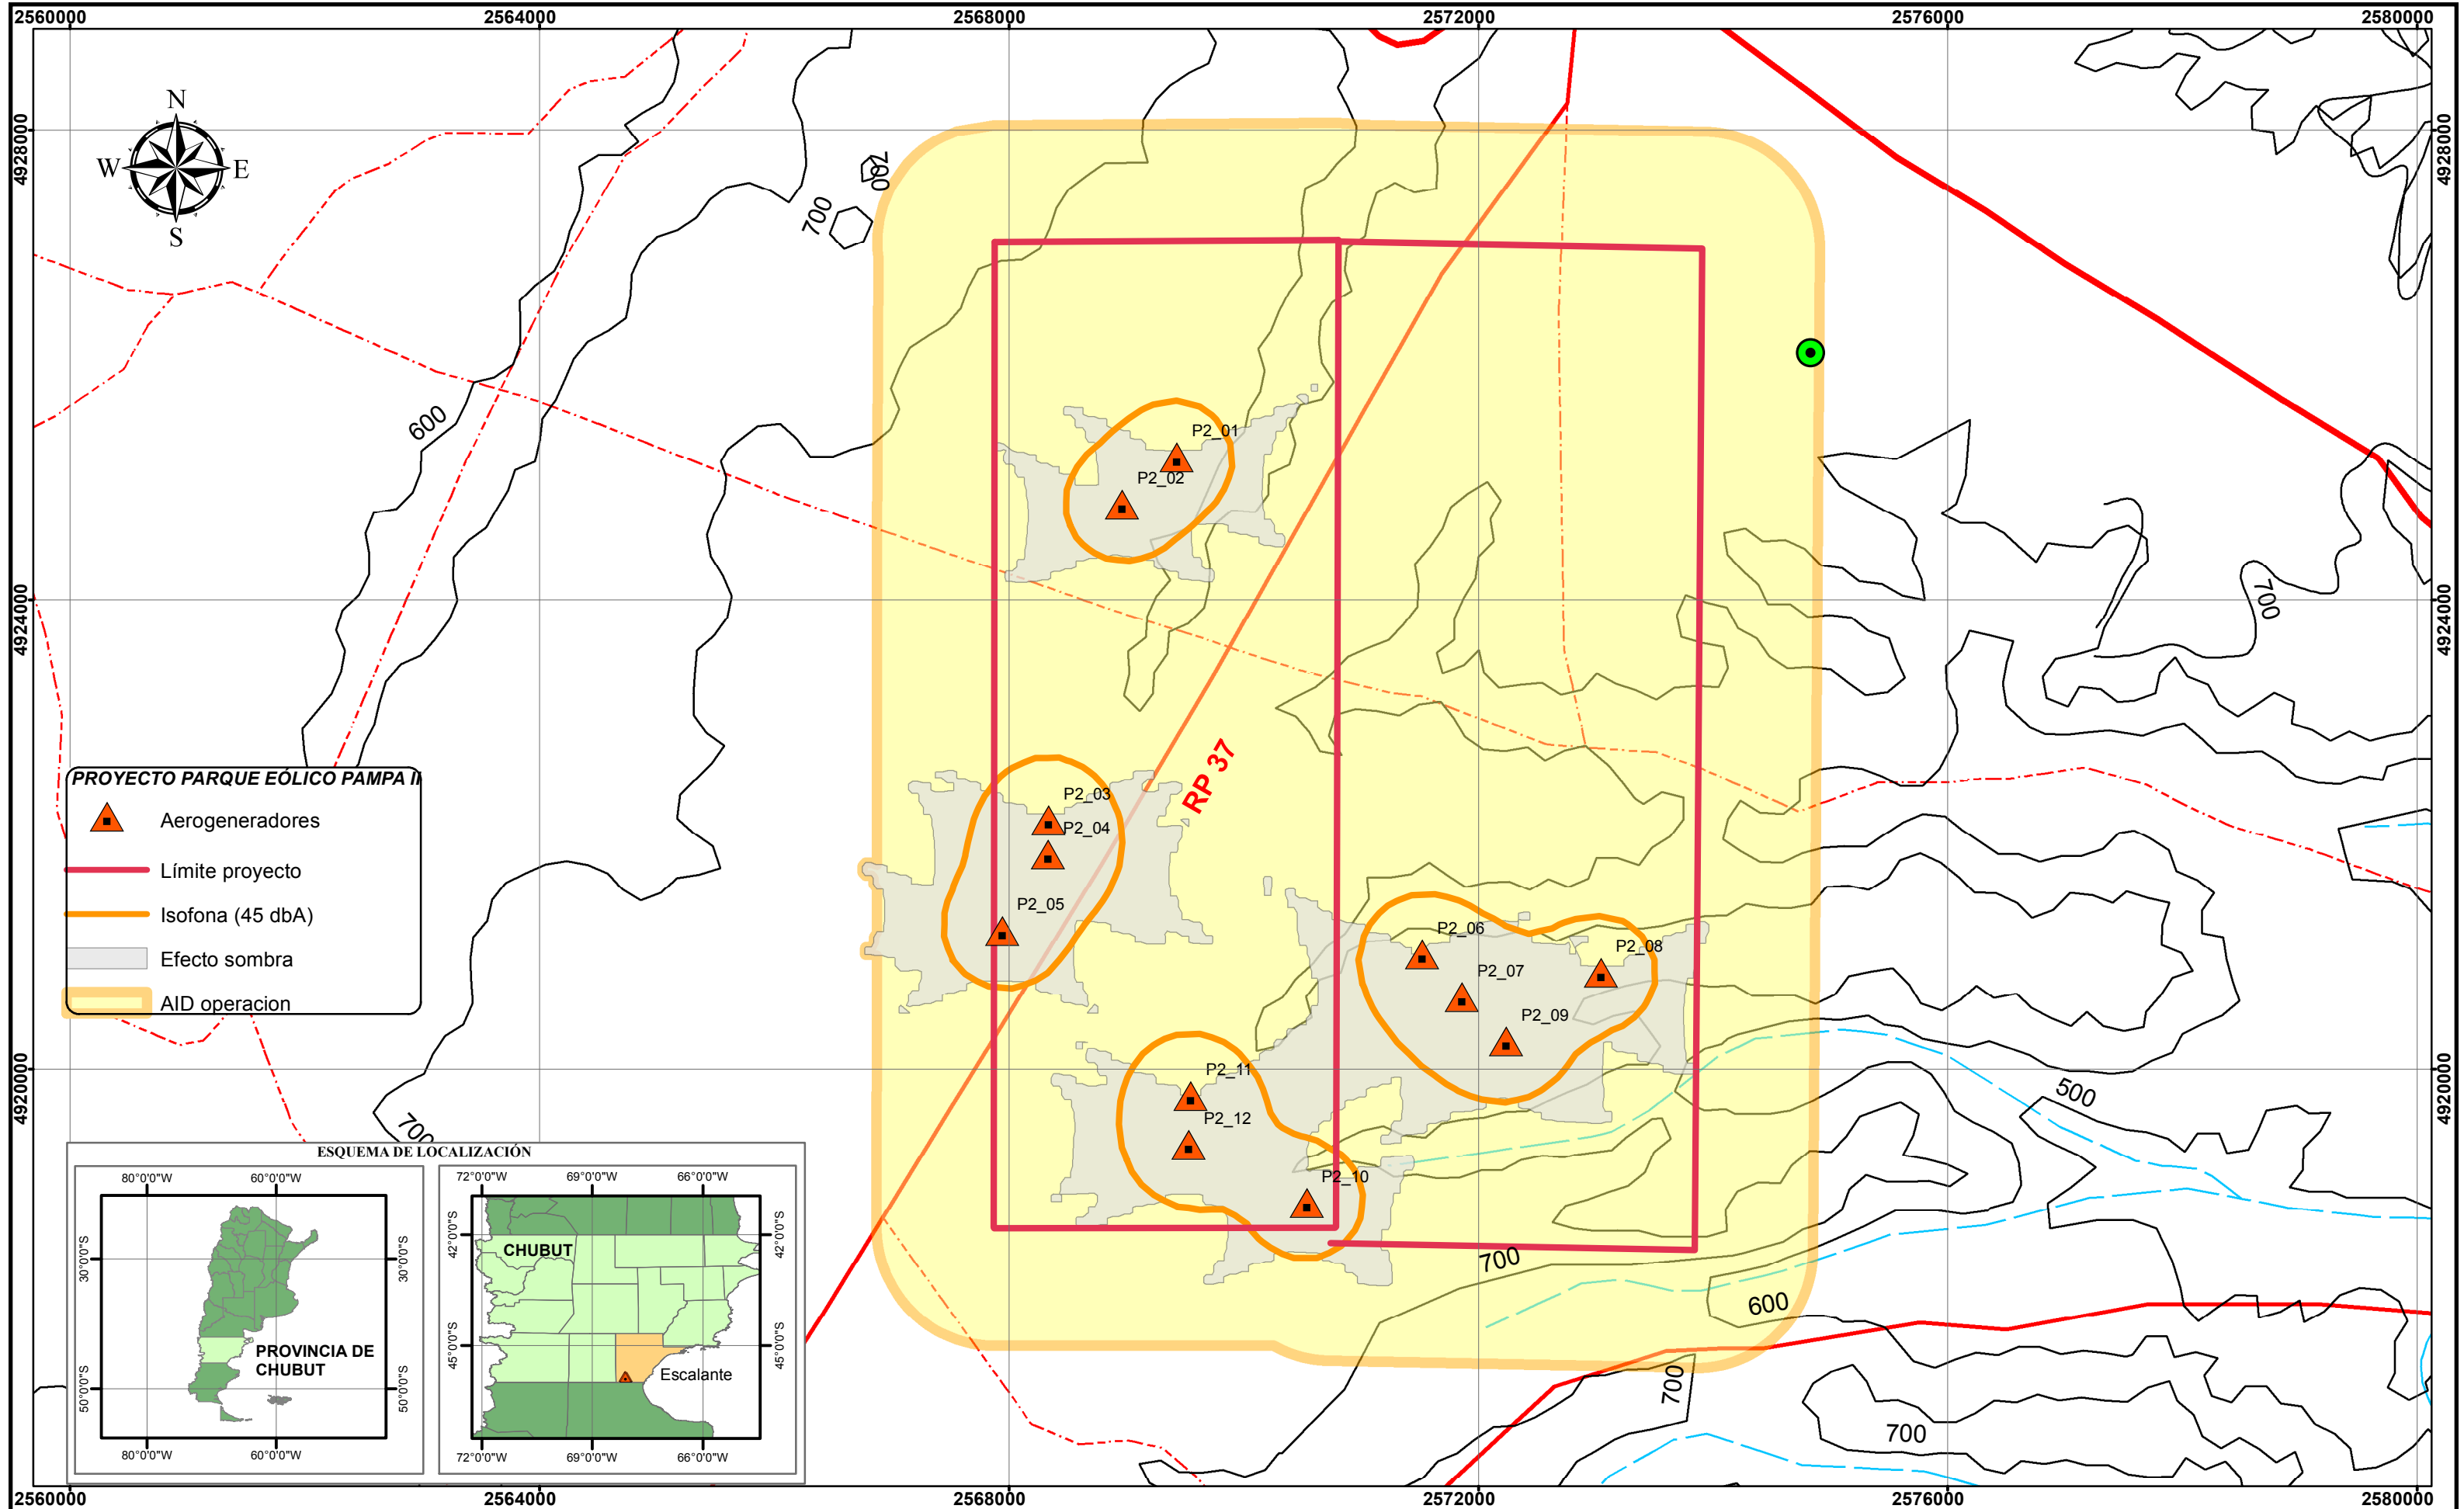 2560000 2564000 2568000 2572000 2576000 2580000
N
W E
S
4928000
4928000
700
700
600
P2_01
P2_02
4924000
4924000
700
RP 37
PROYECTO PARQUE EÓLICO PAMPA II
Aerogeneradores
Límite proyecto
Isofona (45 dbA)
Efecto sombra
AID operacion
P2_03
P2_04
P2_05
P2_06
P2_07
P2_08
P2_09
4920000
4920000
P2_11
P2_12
P2_10
500
700
700
600
700
700
ESQUEMA DE LOCALIZACIÓN
80°0'0"W 60°0'0"W
30°0'0"S 30°0'0"S
50°0'0"S 50°0'0"S
PROVINCIA DE
CHUBUT
80°0'0"W 60°0'0"W
72°0'0"W 69°0'0"W 66°0'0"W
42°0'0"S 42°0'0"S
CHUBUT
45°0'0"S 45°0'0"S
Escalante
72°0'0"W 69°0'0"W 66°0'0"W
2560000 2564000 2568000 2572000 2576000 2580000